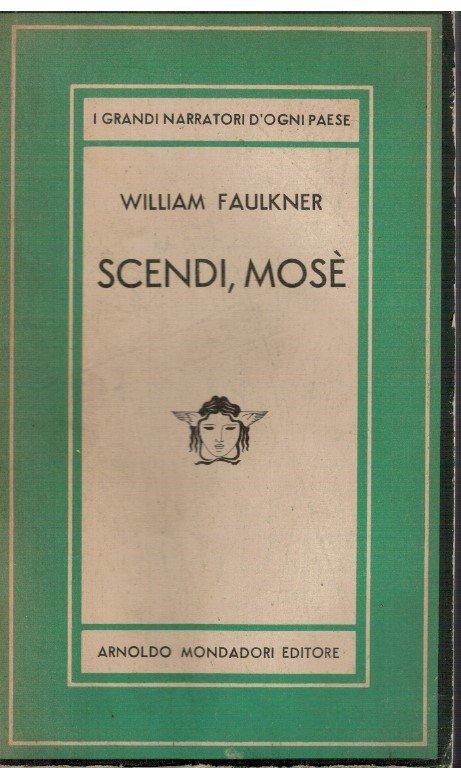 I GRANDI NARRATORI D'OGNI PAESE
WILLIAM FAULKNER
SCENDI, MOSÈ
ARNOLDO MONDADORI EDITORE